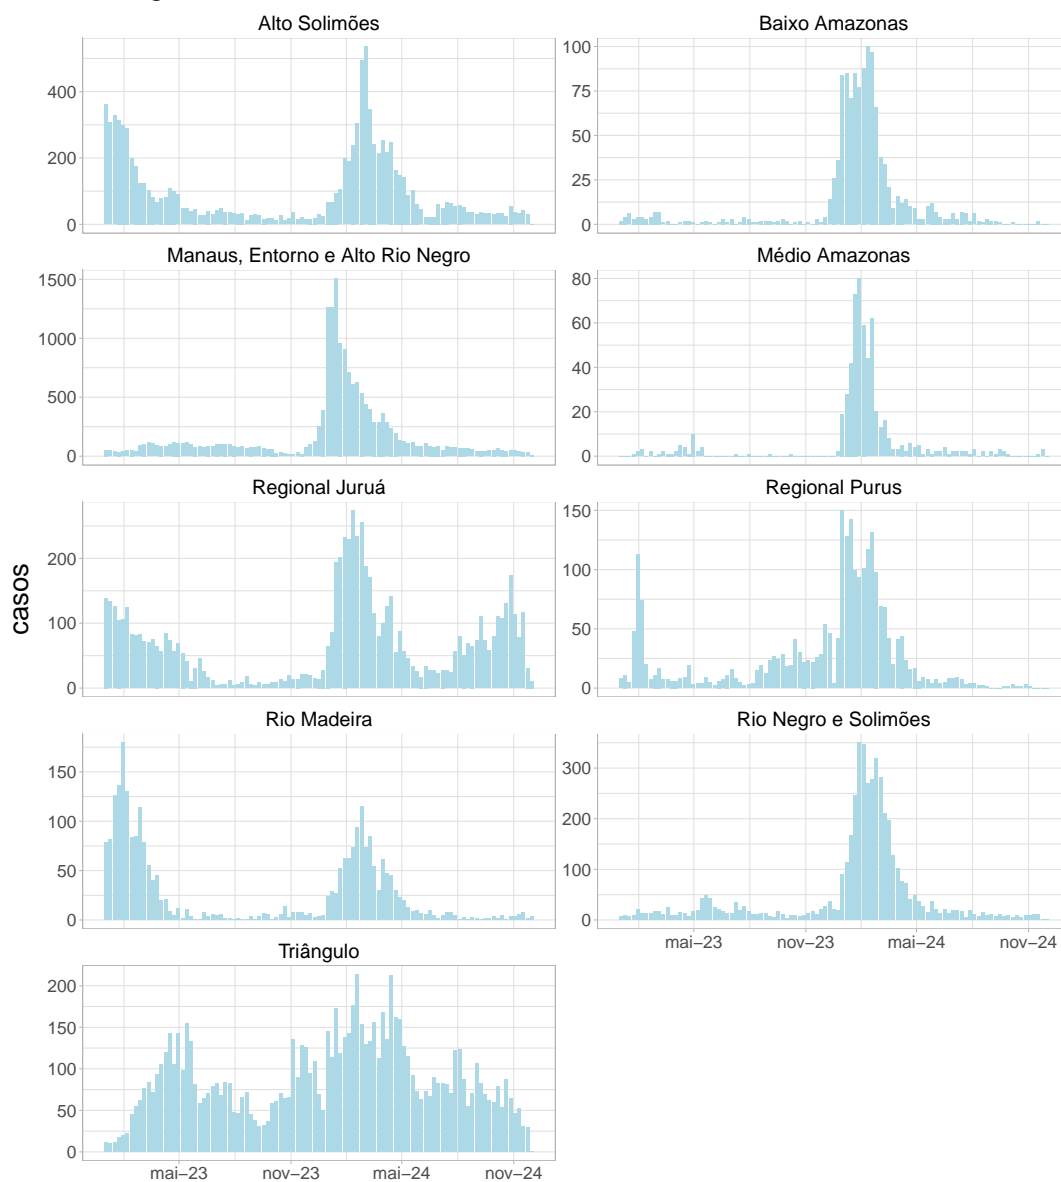 Alto Solimões
Baixo Amazonas
400
200
0
100
75
50
25
0
Manaus, Entorno e Alto Rio Negro
Médio Amazonas
1500
1000
500
0
80
60
40
20
0
Regional Juruá
Regional Purus
200
100
0
150
100
50
0
casos
Rio Madeira
Rio Negro e Solimões
150
100
50
0
300
200
100
0
mai–23
nov–23
mai–24
nov–24
Triângulo
200
150
100
50
0
mai–23
nov–23
mai–24
nov–24